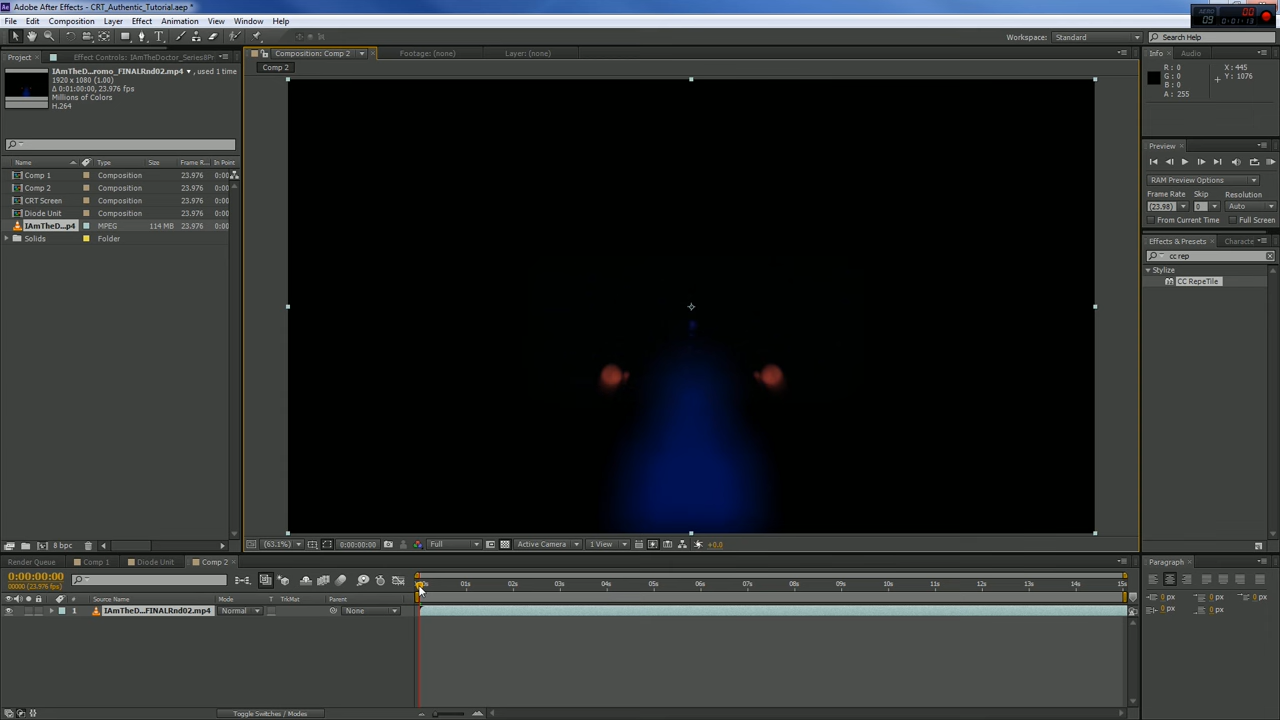 Adobe After Effects - CRT_Authentic_Tutorial.aep *
File Edit Composition Layer Effect Animation View Window Help
Workspace: Standard
Search Help
Project Effect Controls: IAmTheDoctor_Series8Pr
IAmTheD...romo_FINALRnd02.mp4 , used 1 time
1920 x 1080 (1.00)
Δ 0:01:00:00, 23.976 fps
Millions of Colors
H.264
Name Type Size Frame R... In Point
Comp 1 Composition 23.976 0:00
Comp 2 Composition 23.976 0:00
CRT Screen Composition 23.976 0:00
Diode Unit Composition 23.976 0:00
IAmTheD...p4 MPEG 114 MB 23.976 0:00
Solids Folder
8 bpc
Composition: Comp 2 Footage: (none) Layer: (none)
Comp 2
(63.1%) 0:00:00:00 Full Active Camera 1 View +0.0
Info Audio
R: 0 X: 445
G: 0 Y: 1076
B: 0
A: 255
Preview
RAM Preview Options
Frame Rate Skip Resolution
(23.98) 0 Auto
From Current Time Full Screen
Effects & Presets Characte
cc rep
Stylize
CC RepeTile
Render Queue Comp 1 Diode Unit Comp 2
0:00:00:00
00000 (23.976 fps)
01s 02s 03s 04s 05s 06s 07s 08s 09s 10s 11s 12s 13s 14s 15s
# Source Name Mode T TrkMat Parent
1 IAmTheD...FINALRnd02.mp4 Normal None
Toggle Switches / Modes
Paragraph
0 px 0 px 0 px
0 px 0 px